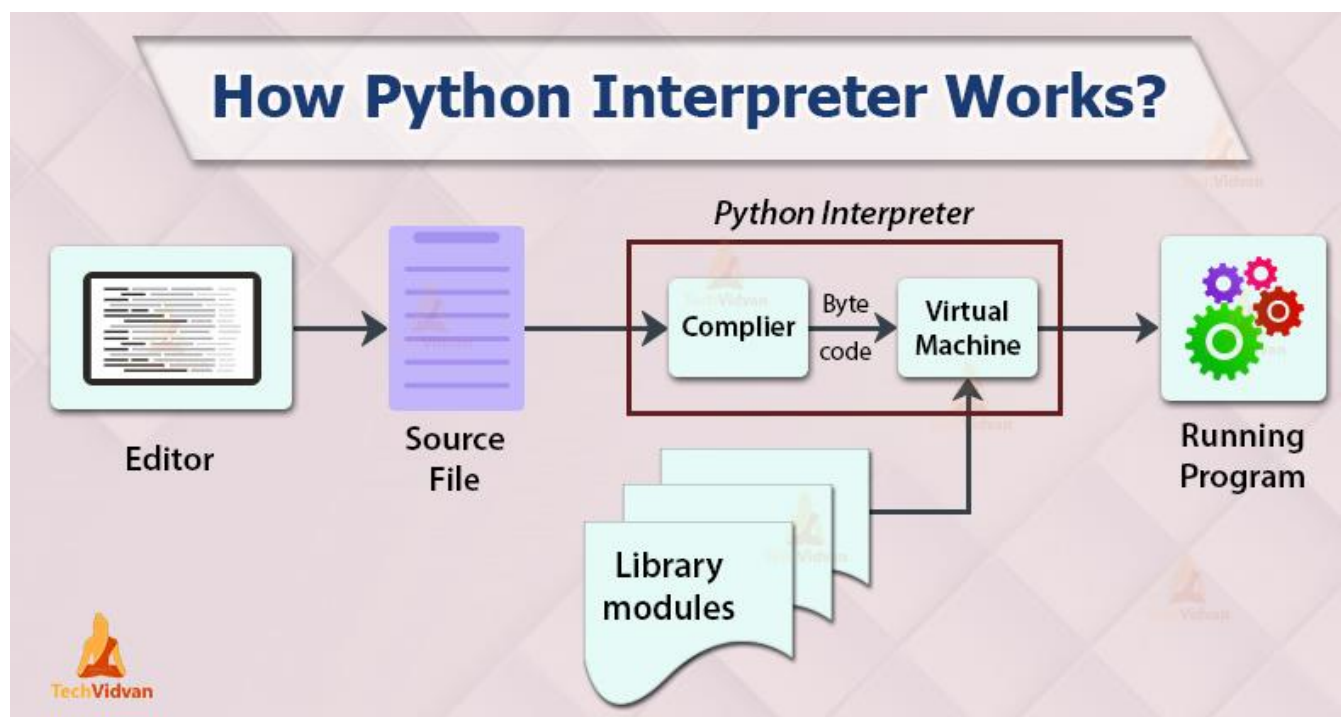 How Python Interpreter Works?
Python Interpreter
Complier
Byte
code
Virtual
Machine
Editor
Source
File
Running
Program
Library
modules
TechVidvan